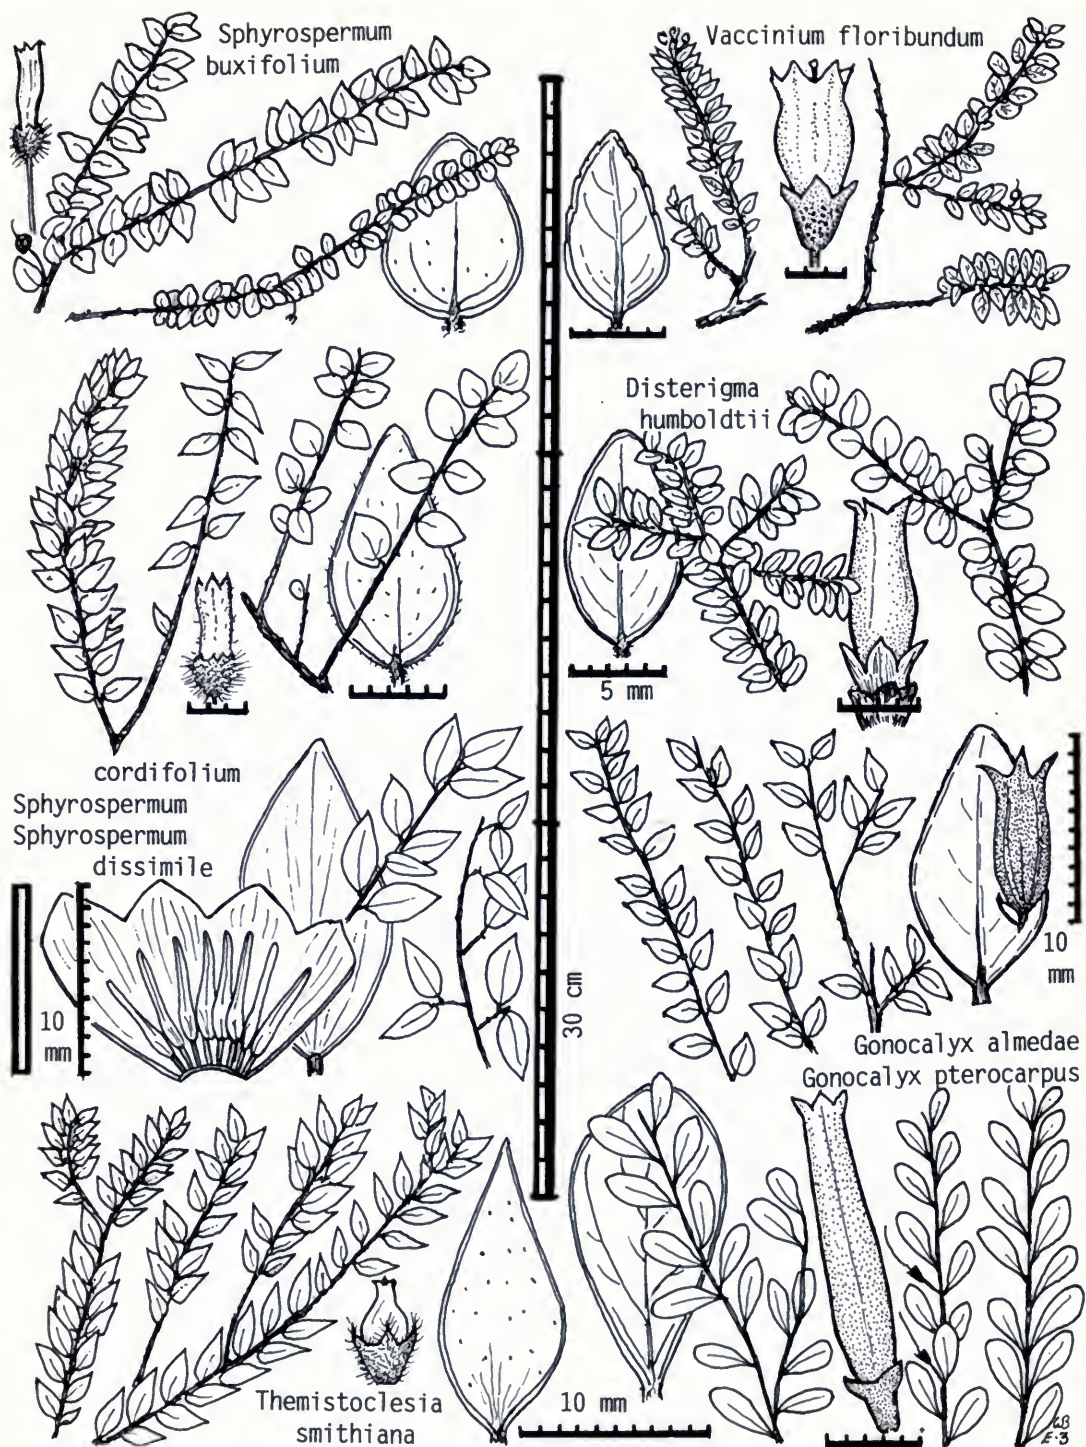 Sphyrospermum
buxifolium
Vaccinium floribundum
Disterigma
humboldtii
5 mm
cordifolium
Sphyrospermum
Sphyrospermum
dissimile
10
mm
30 cm
10
mm
Gonocalyx almedae
Gonocalyx pterocarpus
Themistoclesia
smithiana
10 mm